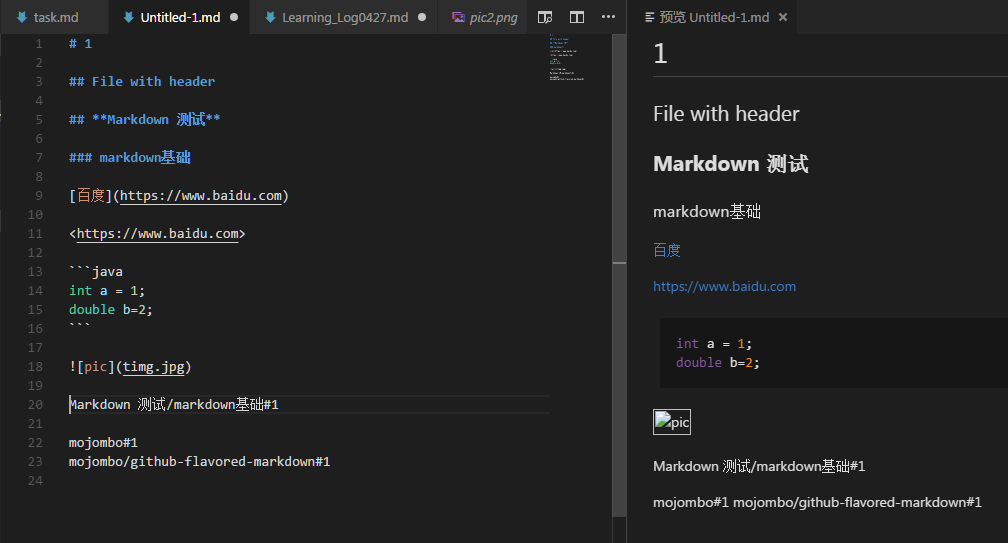 task.md Untitled-1.md Learning_Log0427.md pic2.png
预览 Untitled-1.md
1 # 1
2
3 ## File with header
4
5 ## **Markdown 测试**
6
7 ### markdown基础
8
9 [百度](https://www.baidu.com)
10
11 <https://www.baidu.com>
12
13 ```java
14 int a = 1;
15 double b=2;
16 ```
17
18 ![pic](timg.jpg)
19
20 Markdown 测试/markdown基础#1
21
22 mojombo#1
23 mojombo/github-flavored-markdown#1
24
1
File with header
Markdown 测试
markdown基础
百度
https://www.baidu.com
int a = 1;
double b=2;
pic
Markdown 测试/markdown基础#1
mojombo#1 mojombo/github-flavored-markdown#1